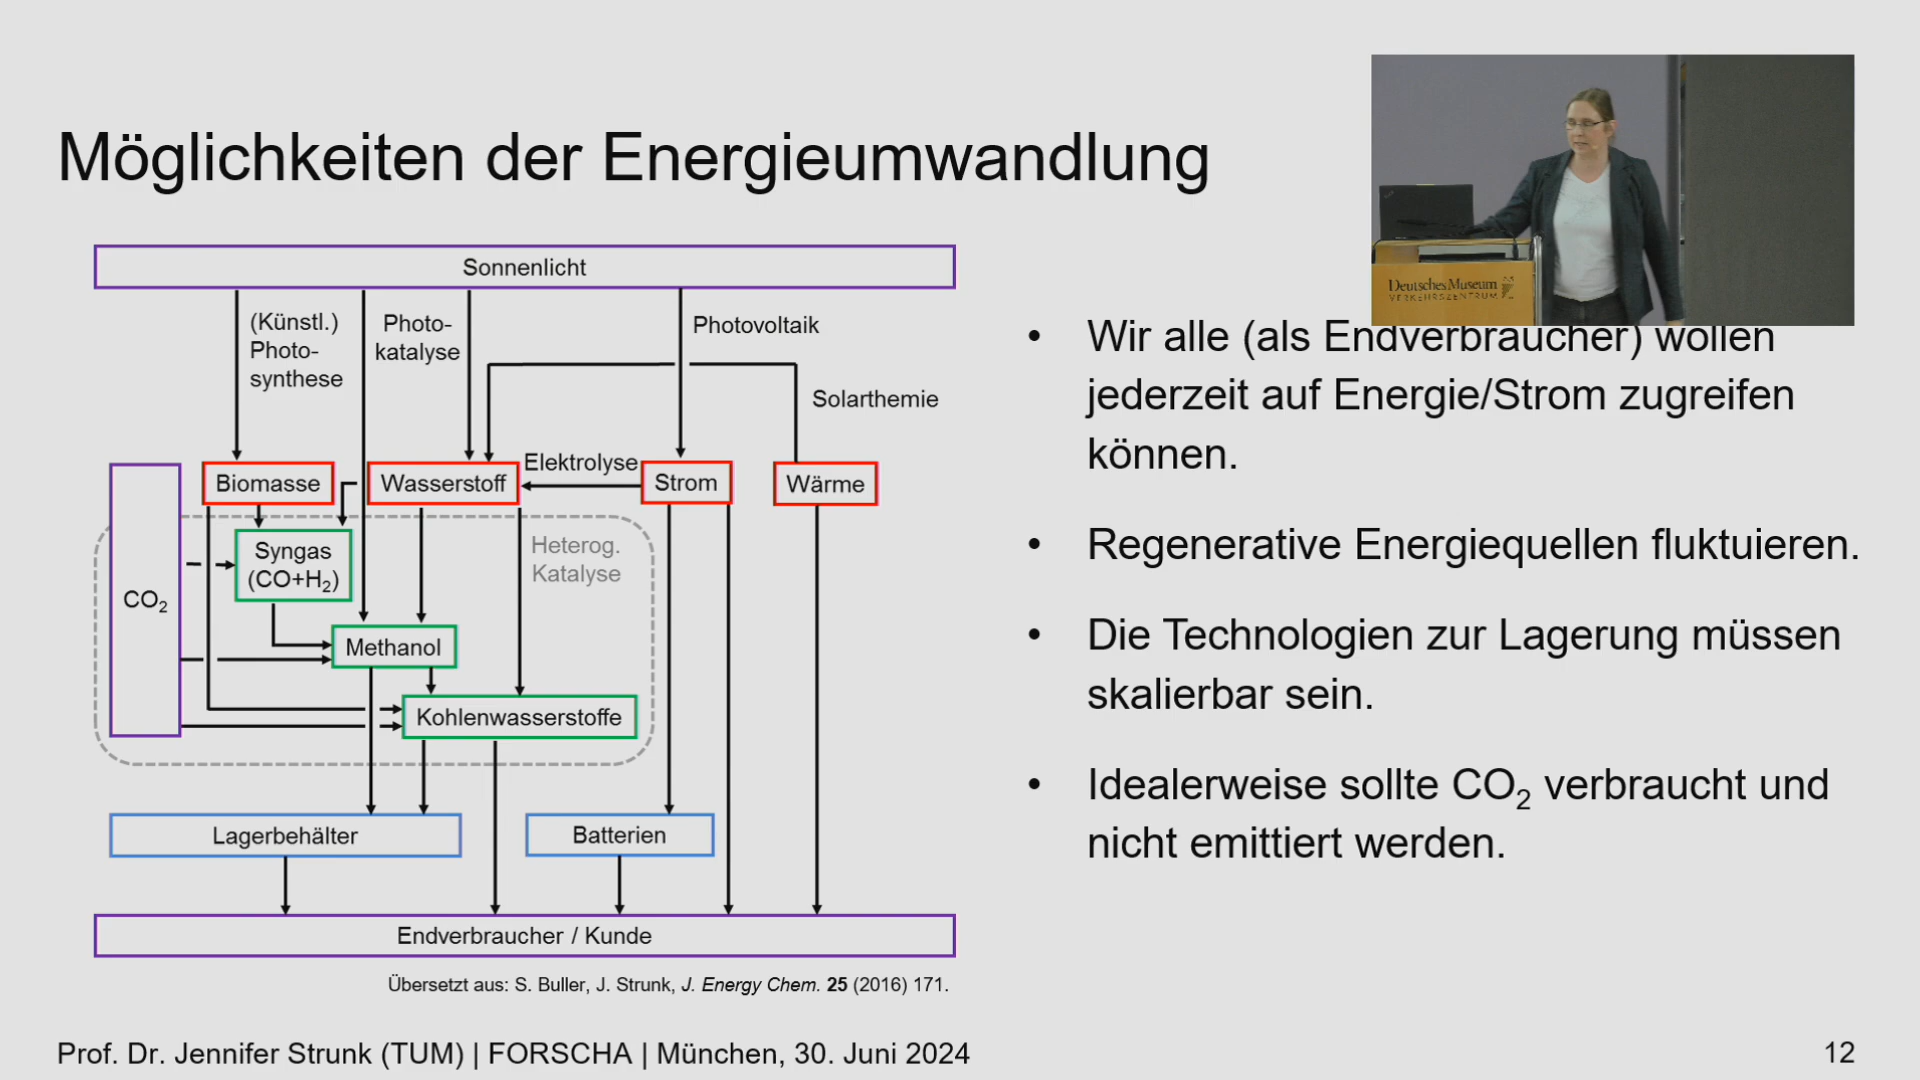 Möglichkeiten der Energieumwandlung
Sonnenlicht
(Künstl.)
Photo-
synthese
Photo-
katalyse
Photovoltaik
Solarthemie
Elektrolyse
Biomasse
Wasserstoff
Strom
Wärme
CO₂
Syngas
(CO+H₂)
Heterog.
Katalyse
Methanol
Kohlenwasserstoffe
Lagerbehälter
Batterien
Endverbraucher / Kunde
Übersetzt aus: S. Buller, J. Strunk, J. Energy Chem. 25 (2016) 171.
Deutsches Museum
VERKEHRSZENTRUM
• Wir alle (als Endverbraucher) wollen
jederzeit auf Energie/Strom zugreifen
können.
• Regenerative Energiequellen fluktuieren.
• Die Technologien zur Lagerung müssen
skalierbar sein.
• Idealerweise sollte CO₂ verbraucht und
nicht emittiert werden.
Prof. Dr. Jennifer Strunk (TUM) | FORSCHA | München, 30. Juni 2024
12